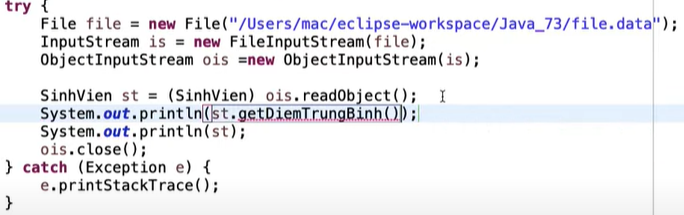 try {
File file = new File("/Users/mac/eclipse-workspace/Java_73/file.data");
InputStream is = new FileInputStream(file);
ObjectInputStream ois =new ObjectInputStream(is);
SinhVien st = (SinhVien) ois.readObject();
System.out.println(st.getDiemTrungBinh());
System.out.println(st);
ois.close();
} catch (Exception e) {
e.printStackTrace();
}